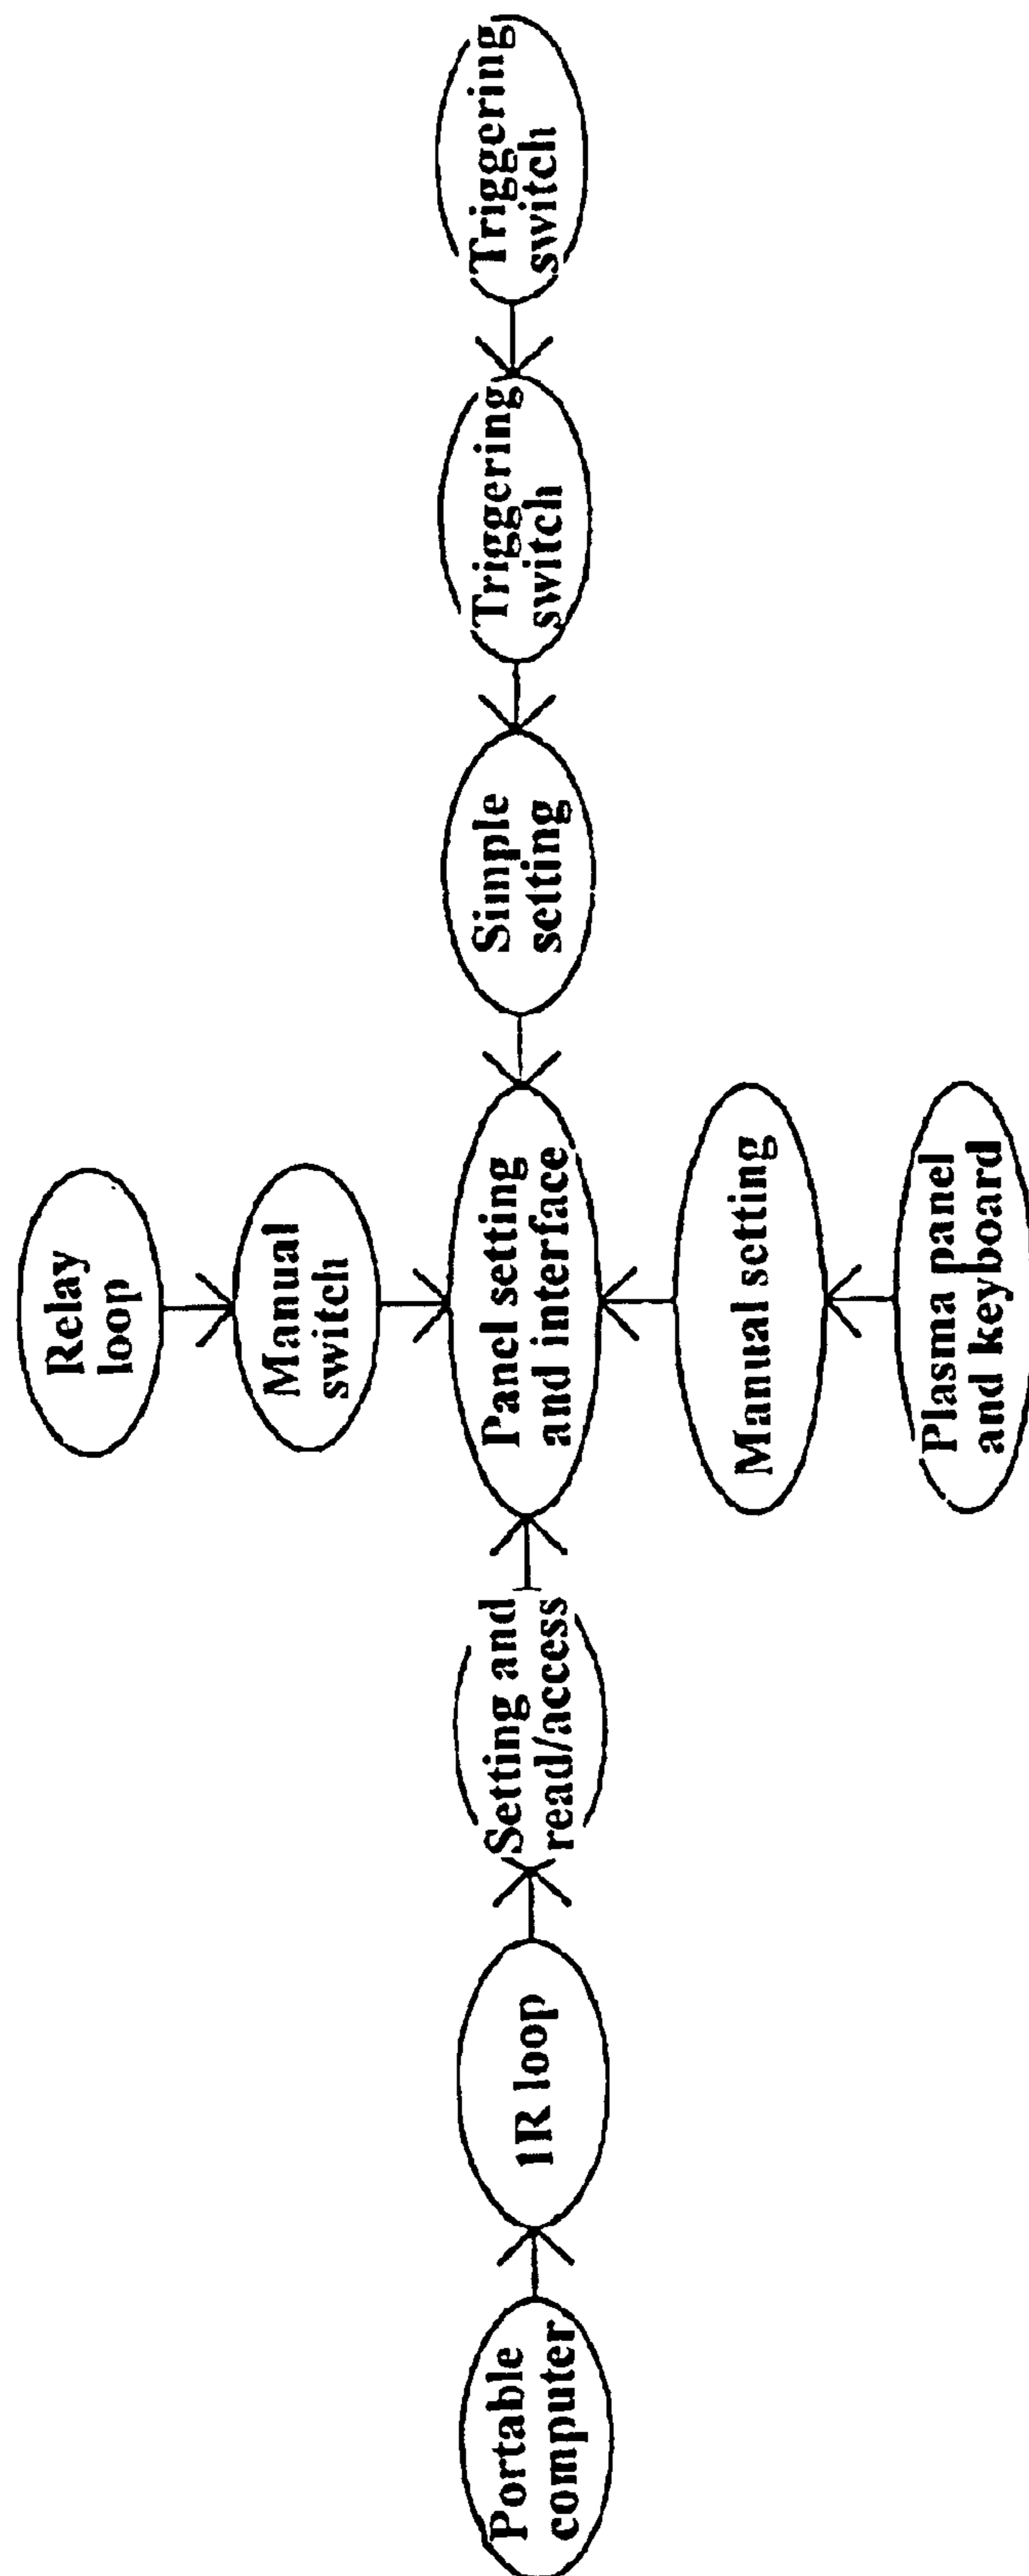 Relay
loop
Manual
switch
Portable
computer
1R loop
Setting and
read/access
Panel setting
and interface
Simple
setting
Triggering
switch
Triggering
switch
Manual setting
Plasma panel
and keyboard